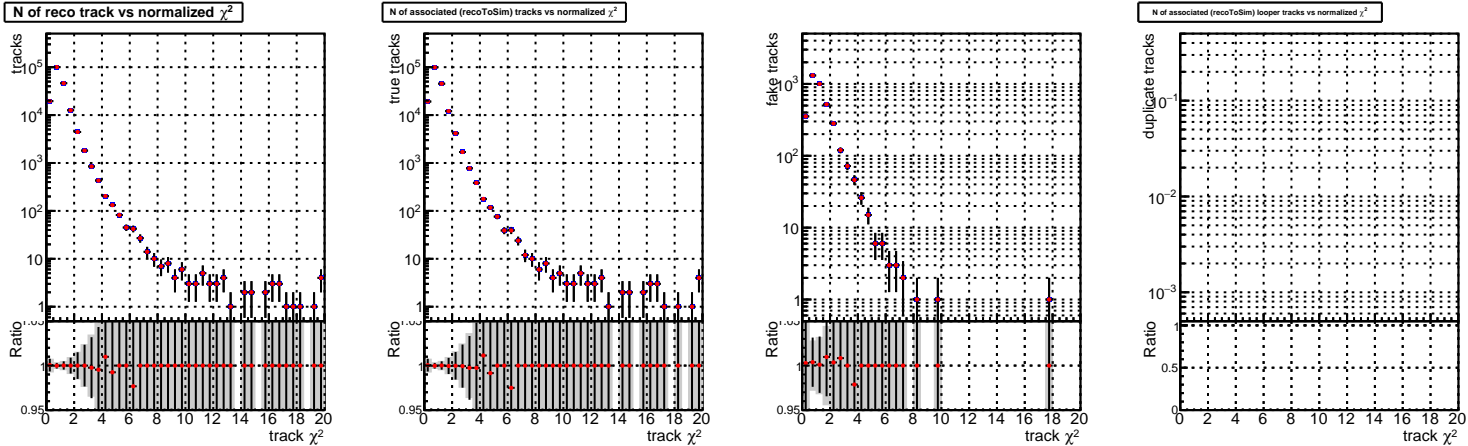 N of reco track vs normalized χ²
tracks
10⁵
10⁴
10³
10²
10
1
Ratio
1
0.95
0 2 4 6 8 10 12 14 16 18 20
track χ²
N of associated (recoToSim) tracks vs normalized χ²
true tracks
10⁵
10⁴
10³
10²
10
1
Ratio
1
0.95
0 2 4 6 8 10 12 14 16 18 20
track χ²
fake tracks
10³
10²
10
1
Ratio
1
0.95
0 2 4 6 8 10 12 14 16 18 20
track χ²
N of associated (recoToSim) looper tracks vs normalized χ²
duplicate tracks
10⁻¹
10⁻²
10⁻³
Ratio
1
0.5
0
0 2 4 6 8 10 12 14 16 18 20
track χ²